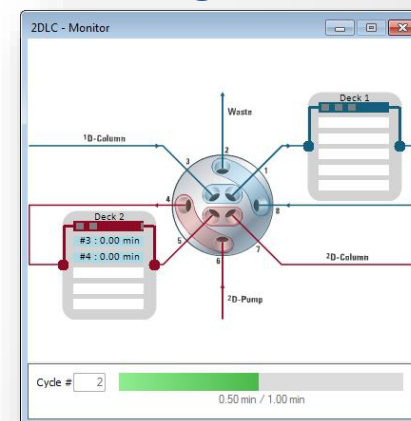 2DLC - Monitor
Deck 1
Waste
¹D-Column
2
3
1
4
8
Deck 2
#3 : 0.00 min
#4 : 0.00 min
5
6
7
²D-Column
²D-Pump
Cycle # 2
0.50 min / 1.00 min